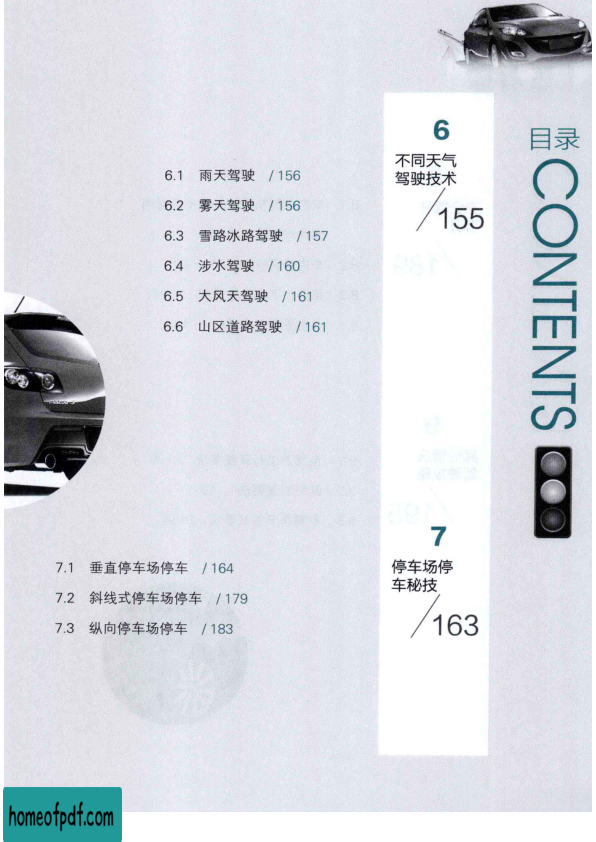 目录
CONTENTS
6
不同天气
驾驶技术
/155
6.1 雨天驾驶 /156
6.2 雾天驾驶 /156
6.3 雪路冰路驾驶 /157
6.4 涉水驾驶 /160
6.5 大风天驾驶 /161
6.6 山区道路驾驶 /161
7
停车场停
车秘技
/163
7.1 垂直停车场停车 /164
7.2 斜线式停车场停车 /179
7.3 纵向停车场停车 /183
homeofpdf.com